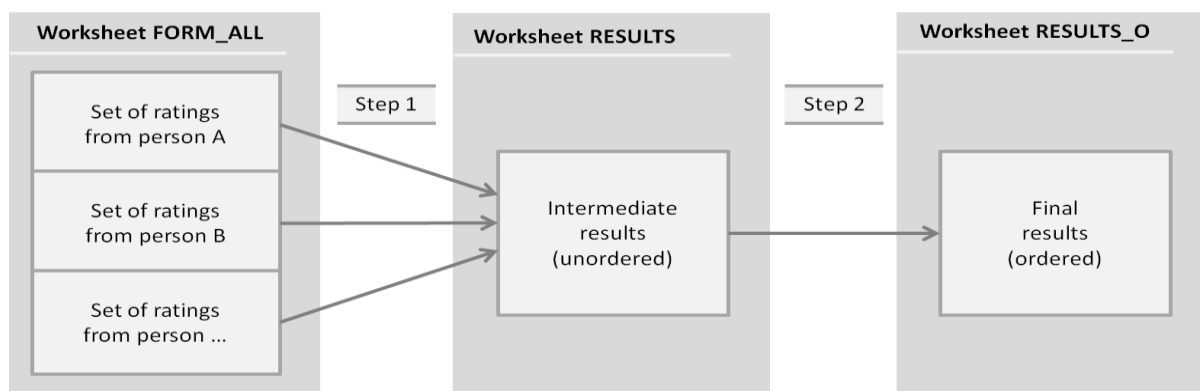 Worksheet FORM_ALL
Set of ratings
from person A
Set of ratings
from person B
Set of ratings
from person ...
Step 1
Worksheet RESULTS
Intermediate
results
(unordered)
Step 2
Worksheet RESULTS_O
Final
results
(ordered)